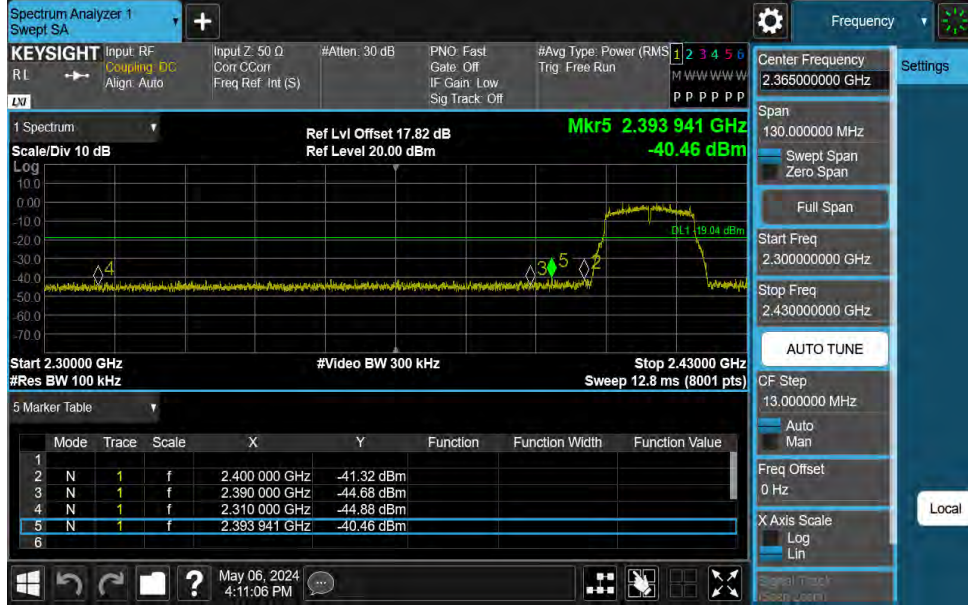 Spectrum Analyzer 1
Swept SA
Frequency
KEYSIGHT
RL
LXI
Input: RF
Coupling: DC
Align: Auto
Input Z: 50 Ω
Corr CCorr
Freq Ref: Int (S)
#Atten: 30 dB
PNO: Fast
Gate: Off
IF Gain: Low
Sig Track: Off
#Avg Type: Power (RMS
Trig: Free Run
1 2 3 4 5 6
M W W W W W
P P P P P P
1 Spectrum
Scale/Div 10 dB
Log
Ref Lvl Offset 17.82 dB
Ref Level 20.00 dBm
Mkr5 2.393 941 GHz
-40.46 dBm
10.0
0.00
-10.0
-20.0
-30.0
-40.0
-50.0
-60.0
-70.0
DL1 -19.04 dBm
4
3
5
2
Start 2.30000 GHz
#Video BW 300 kHz
Stop 2.43000 GHz
#Res BW 100 kHz
Sweep 12.8 ms (8001 pts)
5 Marker Table
Mode Trace Scale X Y Function Function Width Function Value
1
2 N 1 f 2.400 000 GHz -41.32 dBm
3 N 1 f 2.390 000 GHz -44.68 dBm
4 N 1 f 2.310 000 GHz -44.88 dBm
5 N 1 f 2.393 941 GHz -40.46 dBm
6
May 06, 2024
4:11:06 PM
Center Frequency
2.365000000 GHz
Settings
Span
130.000000 MHz
Swept Span
Zero Span
Full Span
Start Freq
2.300000000 GHz
Stop Freq
2.430000000 GHz
AUTO TUNE
CF Step
13.000000 MHz
Auto
Man
Freq Offset
0 Hz
X Axis Scale
Log
Lin
Local
Signal Track
(Span Zoom)